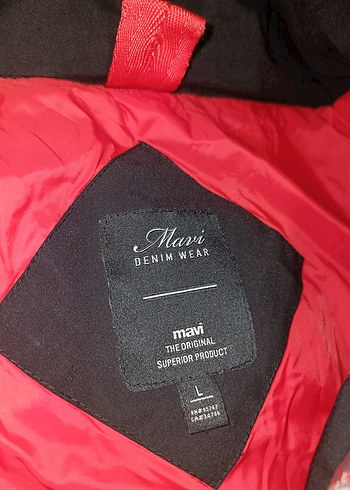 Mavi
DENIM WEAR
mavi
THE ORIGINAL
SUPERIOR PRODUCT
L